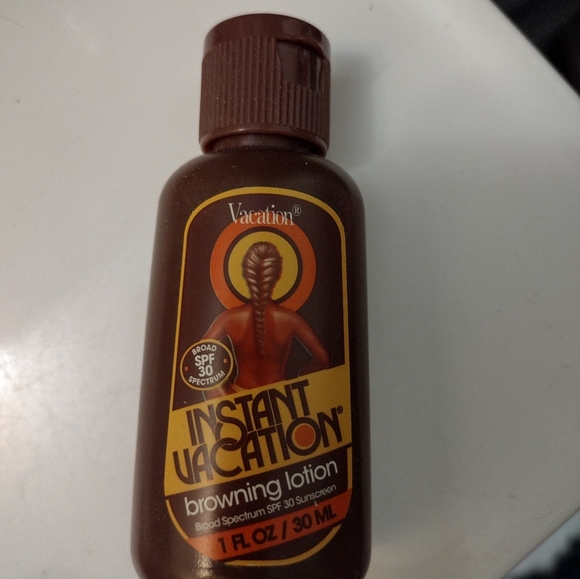 Vacation®
BROAD
SPF
30
SPECTRUM
INSTANT
VACATION®
browning lotion
Broad Spectrum SPF 30 Sunscreen
1 FL OZ / 30 ML